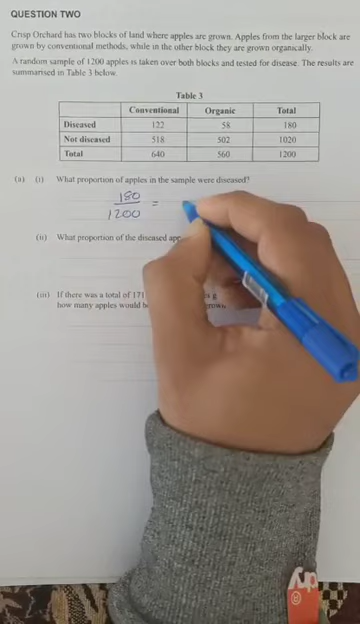 QUESTION TWO
Crisp Orchard has two blocks of land where apples are grown. Apples from the larger block are
grown by conventional methods, while in the other block they are grown organically.
A random sample of 1200 apples is taken over both blocks and tested for disease. The results are
summarised in Table 3 below.
Table 3
Conventional Organic Total
Diseased 122 58 180
Not diseased 518 502 1020
Total 640 560 1200
(a) (i) What proportion of apples in the sample were diseased?
180
1200 =
(ii) What proportion of the diseased
(iii) If there was a total of 171
how many apples would